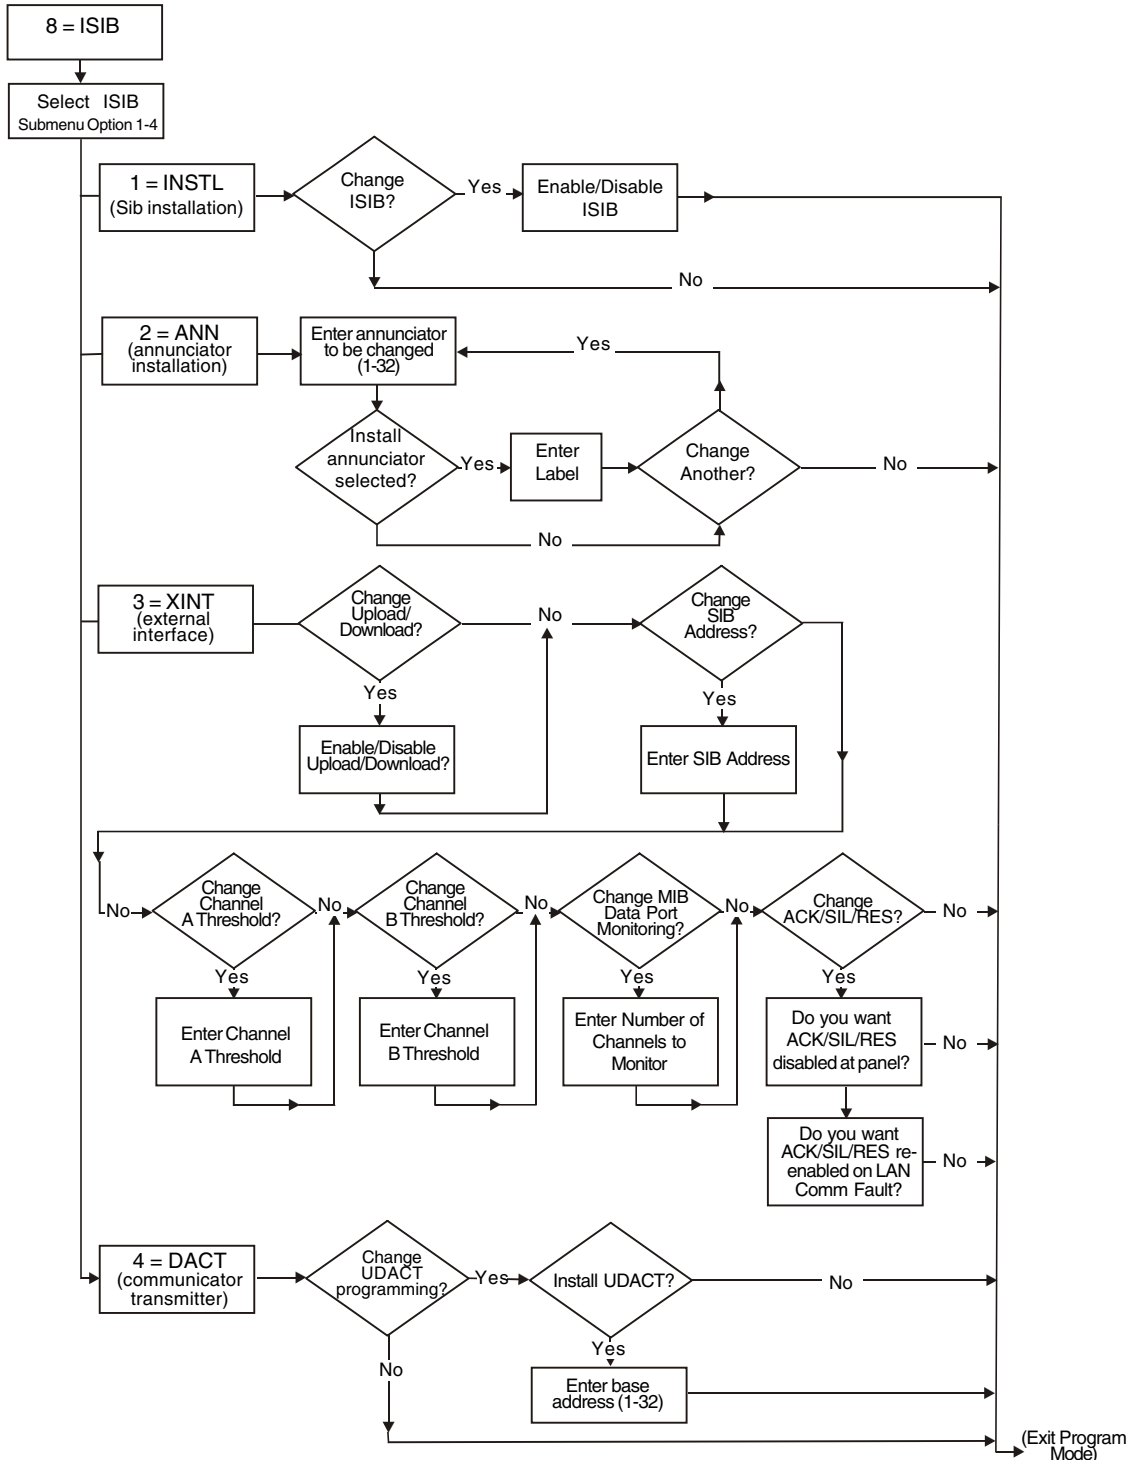 8 = ISIB
Select ISIB
Submenu Option 1-4
1 = INSTL
(Sib installation)
Change
ISIB?
Yes
Enable/Disable
ISIB
No
2 = ANN
(annunciator
installation)
Enter annunciator
to be changed
(1-32)
Yes
Install
annunciator
selected?
Yes
Enter
Label
Change
Another?
No
No
3 = XINT
(external
interface)
Change
Upload/
Download?
No
Change
SIB
Address?
Yes
Yes
Enable/Disable
Upload/Download?
Enter SIB Address
No
Change
Channel
A Threshold?
No
Change
Channel
B Threshold?
No
Change MIB
Data Port
Monitoring?
No
Change
ACK/SIL/RES?
No
Yes
Yes
Yes
Yes
Enter Channel
A Threshold
Enter Channel
B Threshold
Enter Number of
Channels to
Monitor
Do you want
ACK/SIL/RES
disabled at panel?
No
Do you want
ACK/SIL/RES re-
enabled on LAN
Comm Fault?
No
4 = DACT
(communicator
transmitter)
Change
UDACT
programming?
Yes
Install UDACT?
No
Yes
No
Enter base
address (1-32)
(Exit Program
Mode)